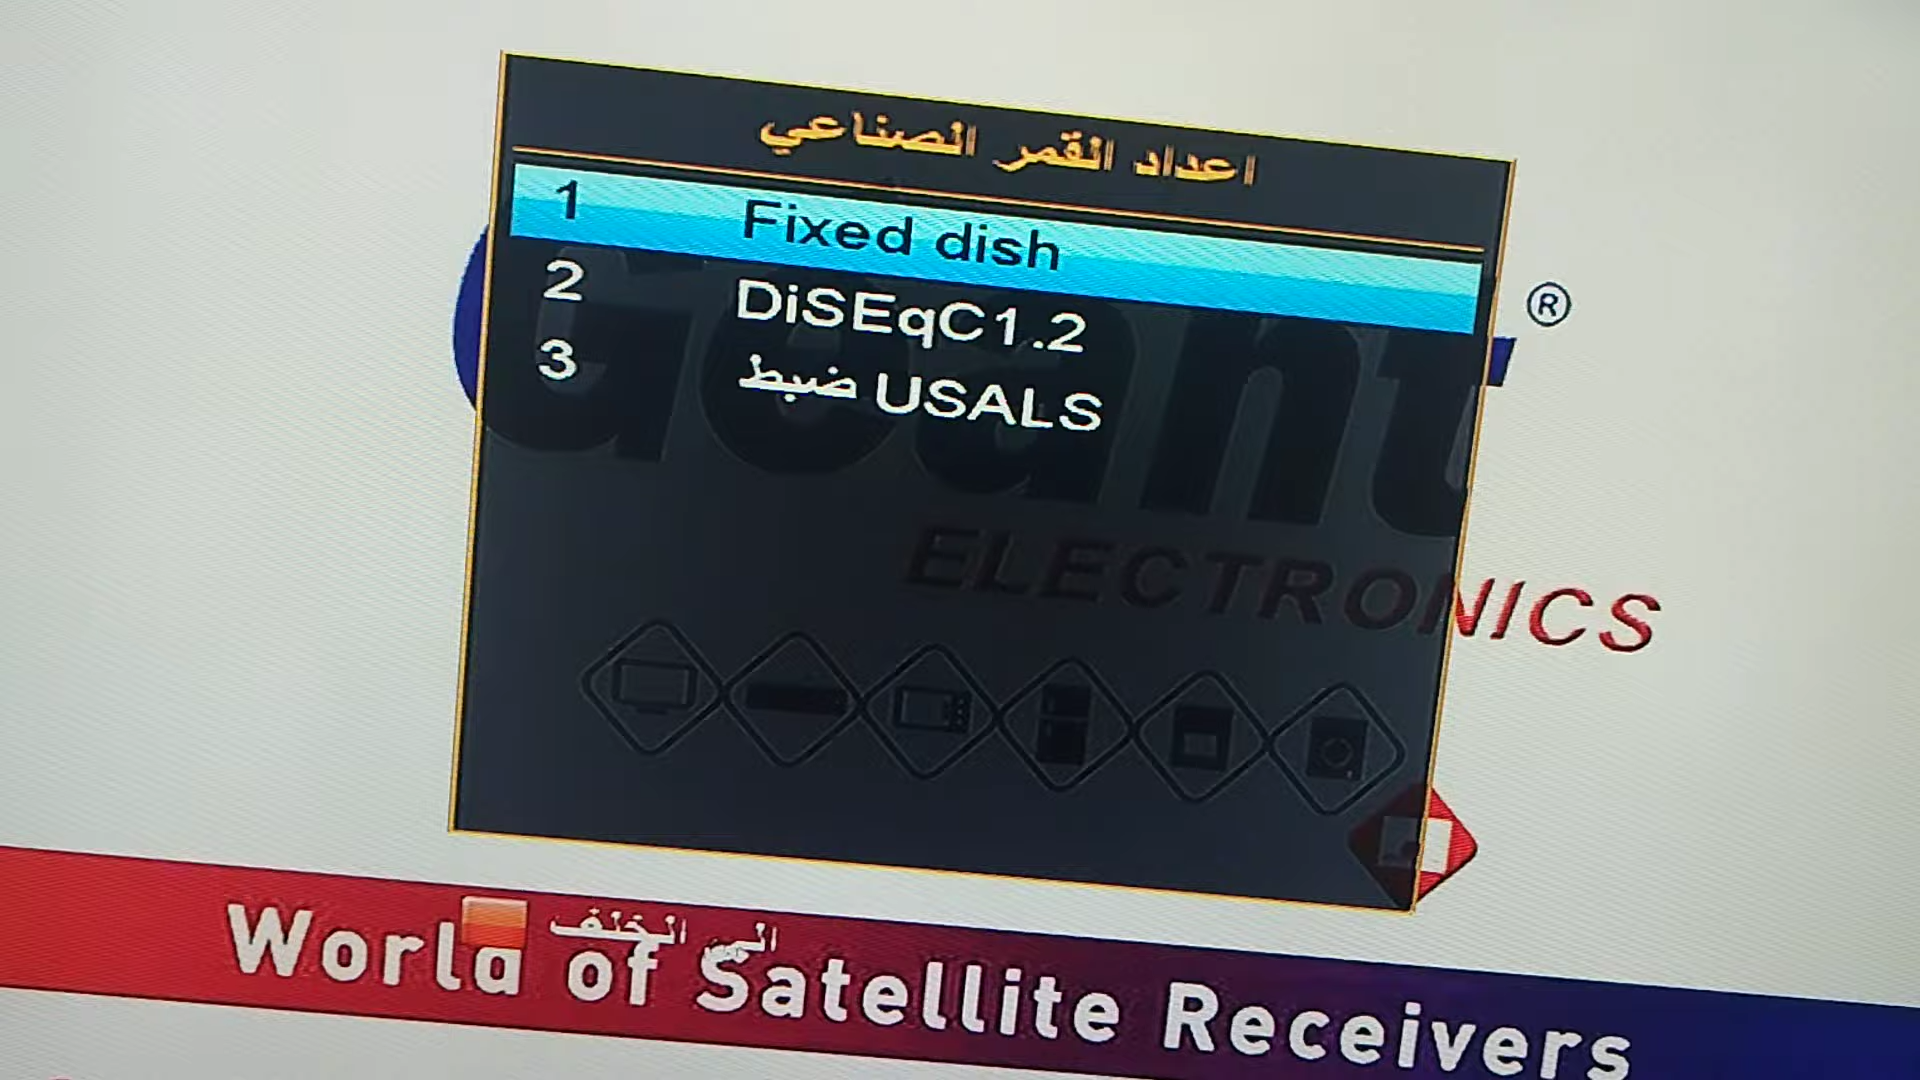 اعداد القمر الصناعي
1 Fixed dish
2 DiSEqC1.2
3 ضبط USALS
Geant ®
ELECTRONICS
الى الخلف
World of Satellite Receivers